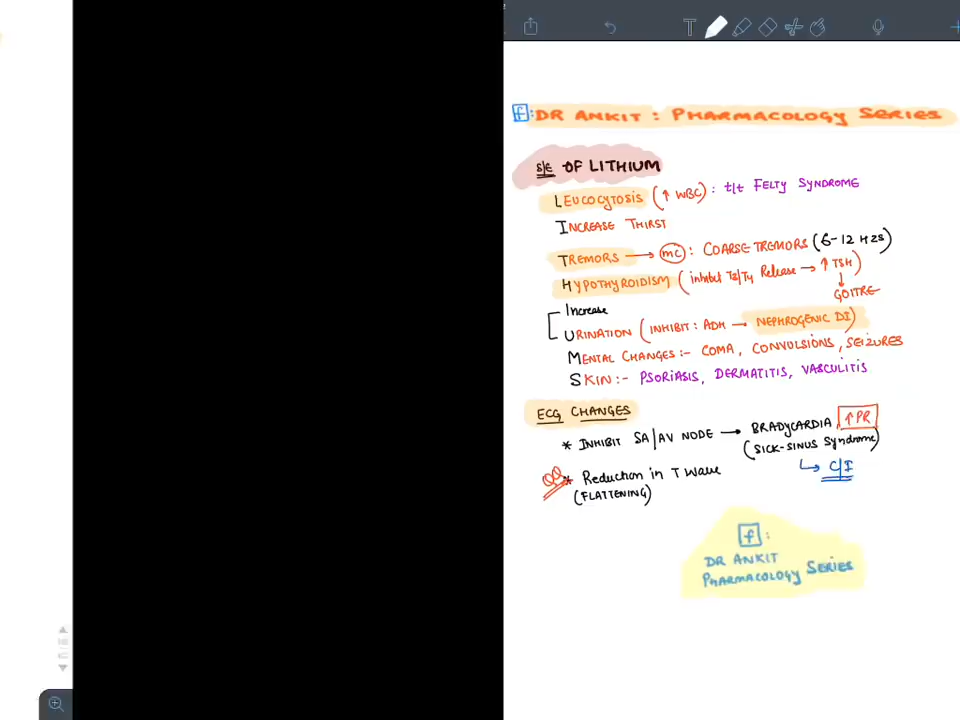 f: DR ANKIT: PHARMACOLOGY SERIES
S/E OF LITHIUM
LEUCOCYTOSIS (↑ WBC): t/t FELTY SYNDROME
INCREASE THIRST
TREMORS → mc: COARSE TREMORS (6-12 HZS)
HYPOTHYROIDISM (inhibit T3/T4 Release → ↑ TSH)
↓
GOITRE
Increase
URINATION (INHIBIT: ADH → NEPHROGENIC DI)
MENTAL CHANGES:- COMA, CONVULSIONS, SEIZURES
SKIN:- PSORIASIS, DERMATITIS, VASCULITIS
ECG CHANGES
* INHIBIT SA/AV NODE → BRADYCARDIA, ↑PR
(SICK-SINUS Syndrome)
↳ C/I
* Reduction in T Wave
(FLATTENING)
f:
DR ANKIT
PHARMACOLOGY SERIES